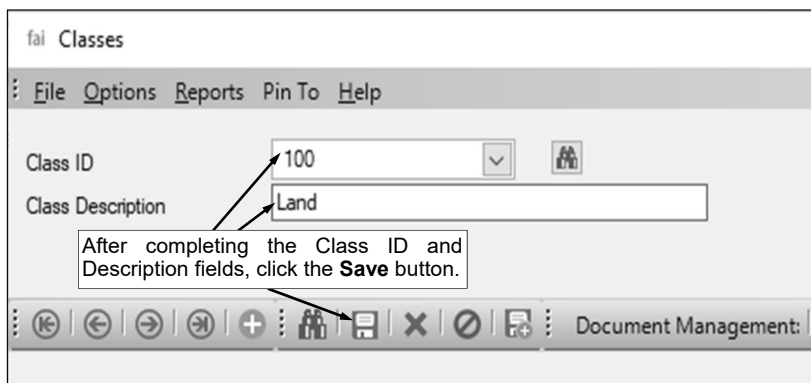 fai Classes
File Options Reports Pin To Help
Class ID 100
Class Description Land
After completing the Class ID and
Description fields, click the Save button.
Document Management: